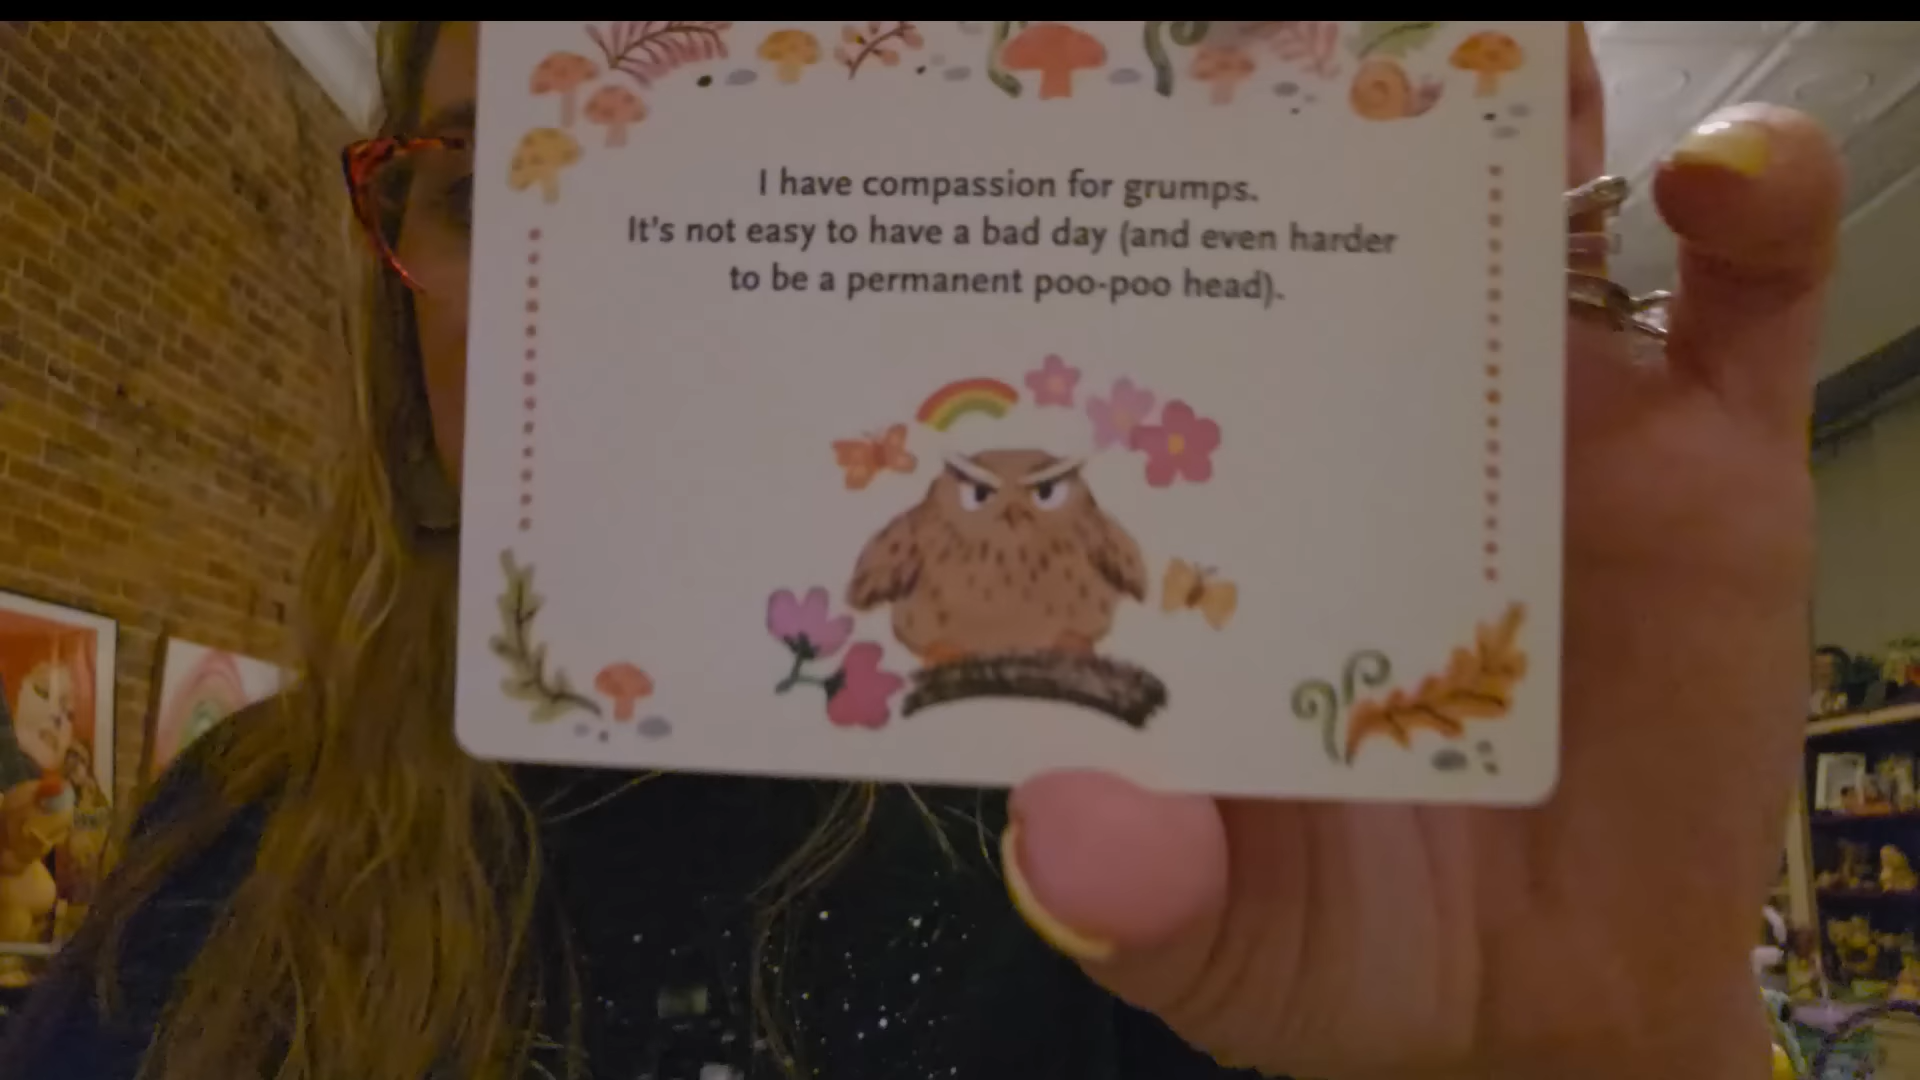 I have compassion for grumps.
It's not easy to have a bad day (and even harder
to be a permanent poo-poo head).